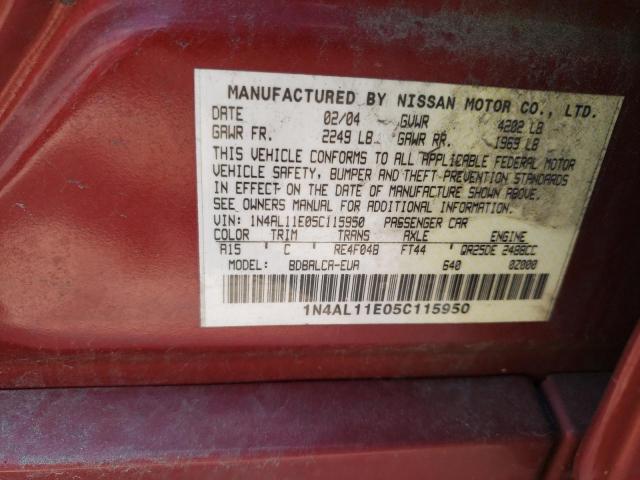 MANUFACTURED BY NISSAN MOTOR CO., LTD.
DATE 02/04 GVWR 4202 LB
GAWR FR. 2249 LB GAWR RR. 1969 LB
THIS VEHICLE CONFORMS TO ALL APPLICABLE FEDERAL MOTOR
VEHICLE SAFETY, BUMPER AND THEFT PREVENTION STANDARDS
IN EFFECT ON THE DATE OF MANUFACTURE SHOWN ABOVE.
SEE OWNERS MANUAL FOR ADDITIONAL INFORMATION.
VIN: 1N4AL11E05C115950 PASSENGER CAR
COLOR TRIM TRANS AXLE ENGINE
A15 C RE4F04B FT44 QR25DE 2488CC
MODEL: BDBALCA-EUA 640 0Z000
1N4AL11E05C115950